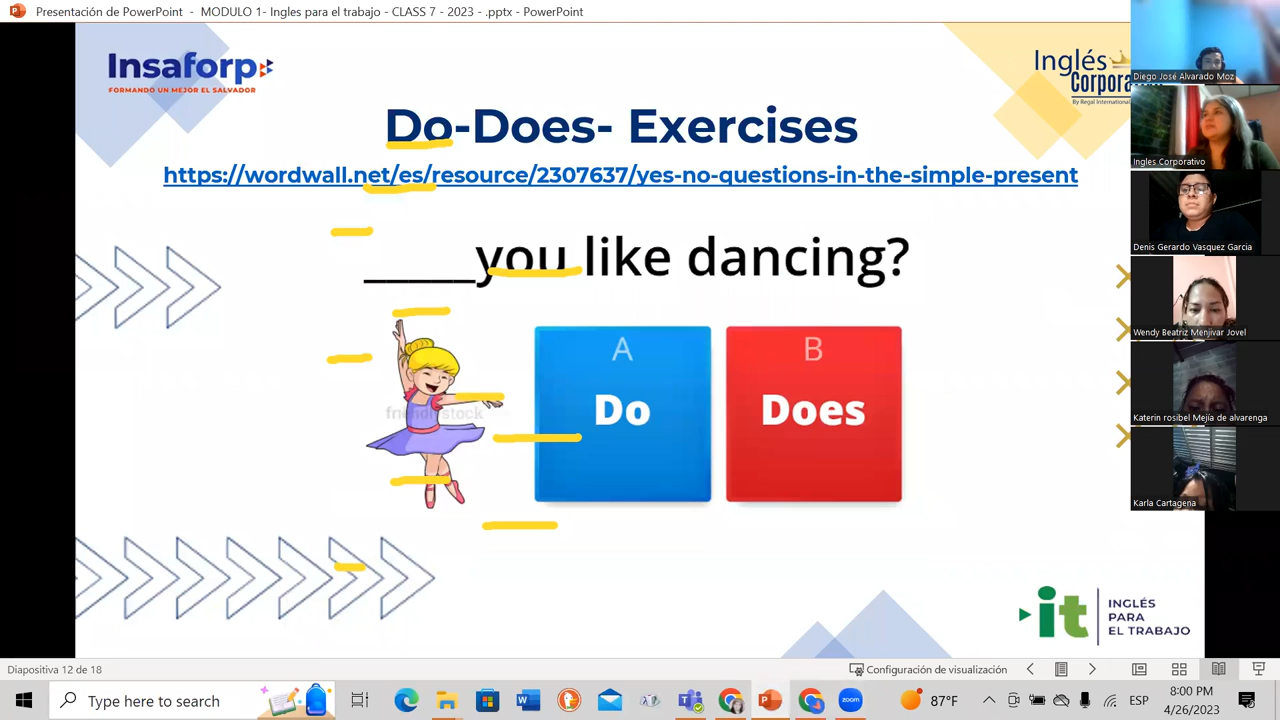 Presentación de PowerPoint - MODULO 1- Ingles para el trabajo - CLASS 7 - 2023 - .pptx - PowerPoint
Insaforp
FORMANDO UN MEJOR EL SALVADOR
Inglés
Corpora
By Regal International
Do-Does- Exercises
https://wordwall.net/es/resource/2307637/yes-no-questions-in-the-simple-present
_____you like dancing?
A
Do
B
Does
it
INGLÉS
PARA
EL TRABAJO
Diego José Alvarado Moz
Ingles Corporativo
Denis Gerardo Vasquez Garcia
Wendy Beatriz Menjivar Jovel
Katerin rosibel Mejía de alvarenga
Karla Cartagena
Diapositiva 12 de 18
Configuración de visualización
Type here to search
zoom
87°F
ESP
8:00 PM
4/26/2023